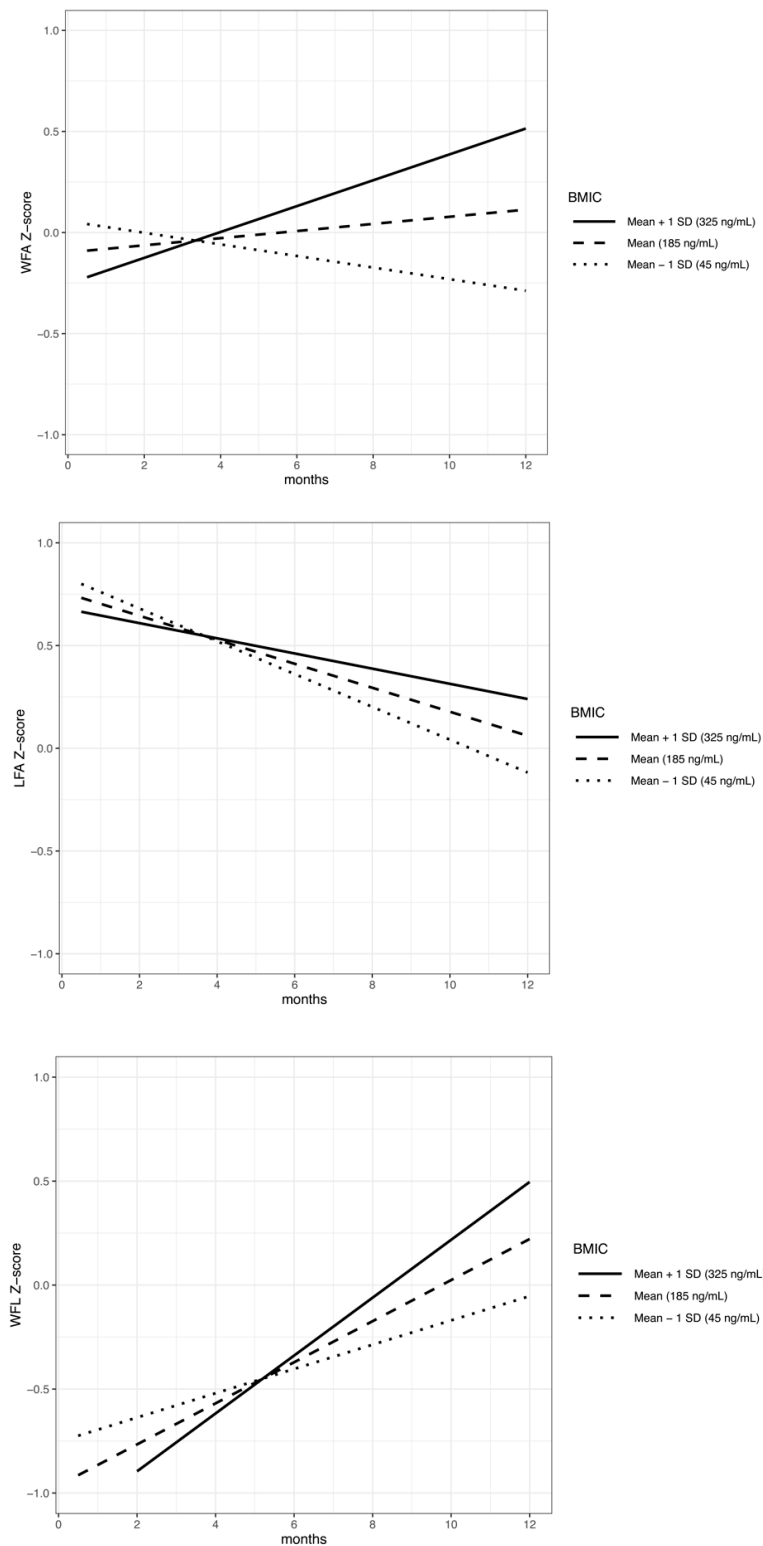 1.0
0.5
0.0
−0.5
−1.0
WFA Z−score
0 2 4 6 8 10 12
months
BMIC
Mean + 1 SD (325 ng/mL)
Mean (185 ng/mL)
Mean − 1 SD (45 ng/mL)
1.0
0.5
0.0
−0.5
−1.0
LFA Z−score
0 2 4 6 8 10 12
months
BMIC
Mean + 1 SD (325 ng/mL)
Mean (185 ng/mL)
Mean − 1 SD (45 ng/mL)
1.0
0.5
0.0
−0.5
−1.0
WFL Z−score
0 2 4 6 8 10 12
months
BMIC
Mean + 1 SD (325 ng/mL
Mean (185 ng/mL)
Mean − 1 SD (45 ng/mL)